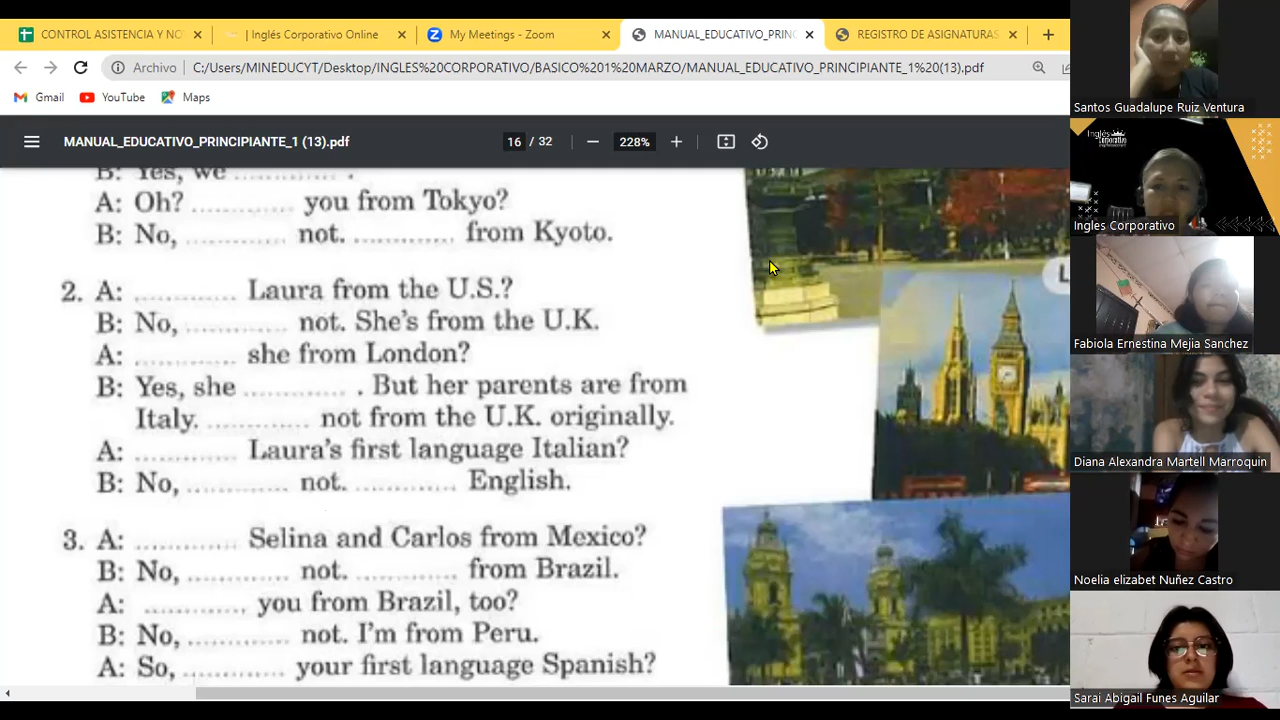 CONTROL ASISTENCIA Y NO
| Inglés Corporativo Online
My Meetings - Zoom
MANUAL_EDUCATIVO_PRINC
REGISTRO DE ASIGNATURAS
Archivo
C:/Users/MINEDUCYT/Desktop/INGLES%20CORPORATIVO/BASICO%201%20MARZO/MANUAL_EDUCATIVO_PRINCIPIANTE_1%20(13).pdf
Gmail
YouTube
Maps
MANUAL_EDUCATIVO_PRINCIPIANTE_1 (13).pdf
16 / 32
228%
B: Yes, we ............ .
A: Oh? ............ you from Tokyo?
B: No, ............ not. ............ from Kyoto.
2. A: ............ Laura from the U.S.?
B: No, ............ not. She's from the U.K.
A: ............ she from London?
B: Yes, she ............ . But her parents are from
Italy. ............ not from the U.K. originally.
A: ............ Laura's first language Italian?
B: No, ............ not. ............ English.
3. A: ............ Selina and Carlos from Mexico?
B: No, ............ not. ............ from Brazil.
A: ............ you from Brazil, too?
B: No, ............ not. I'm from Peru.
A: So, ............ your first language Spanish?
L
Santos Guadalupe Ruiz Ventura
Inglés
Corporativo
Ingles Corporativo
Fabiola Ernestina Mejia Sanchez
Diana Alexandra Martell Marroquin
Noelia elizabet Nuñez Castro
Sarai Abigail Funes Aguilar